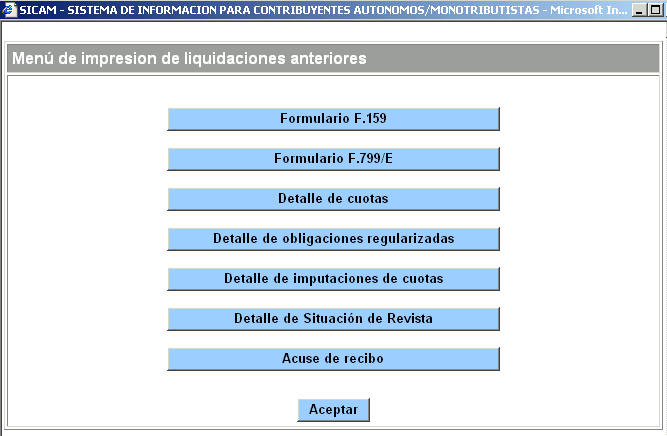 SICAM - SISTEMA DE INFORMACION PARA CONTRIBUYENTES AUTONOMOS/MONOTRIBUTISTAS - Microsoft In...
Menú de impresion de liquidaciones anteriores
Formulario F.159
Formulario F.799/E
Detalle de cuotas
Detalle de obligaciones regularizadas
Detalle de imputaciones de cuotas
Detalle de Situación de Revista
Acuse de recibo
Aceptar